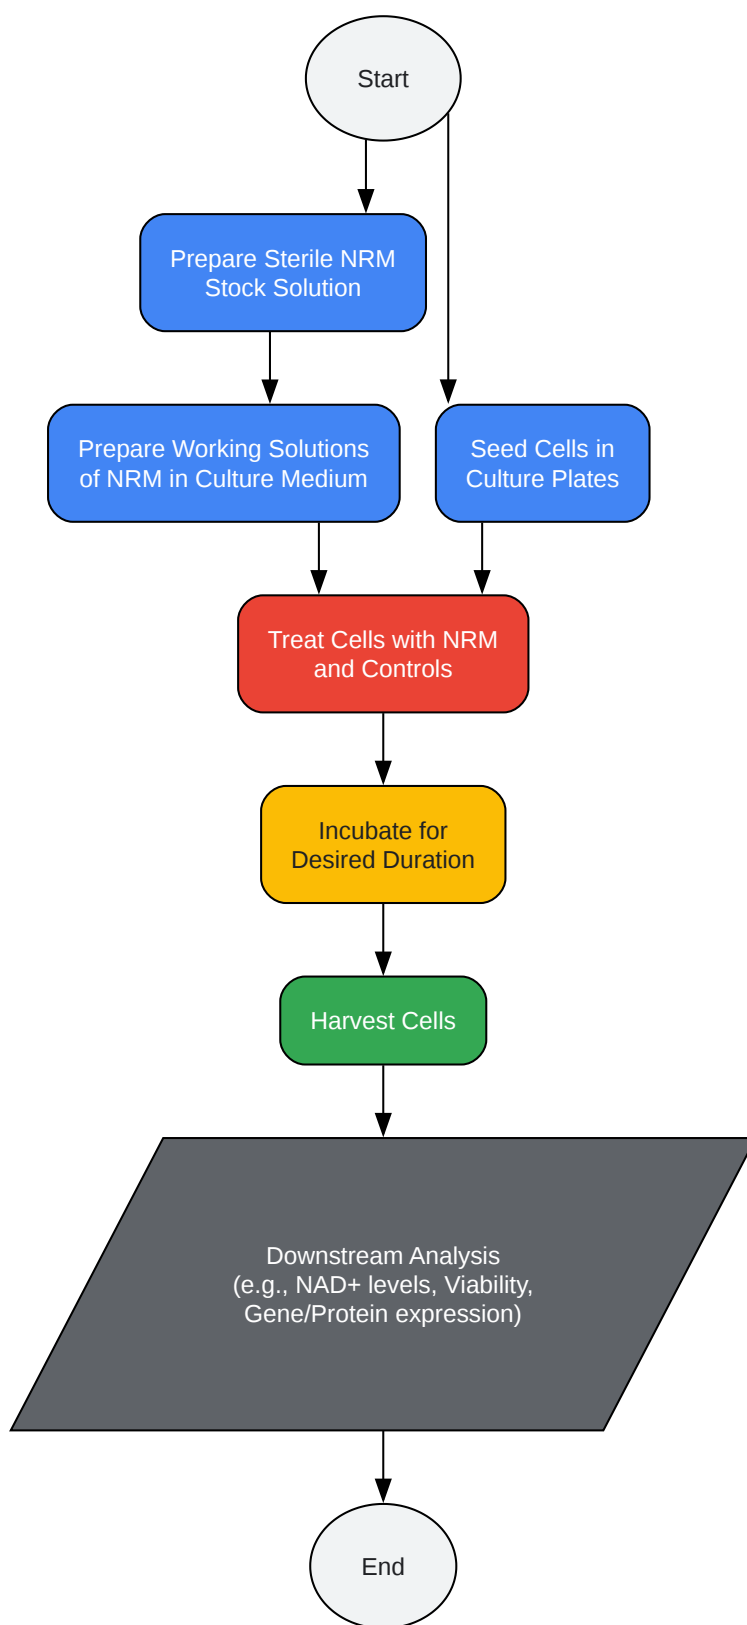 Start
Prepare Sterile NRM
Stock Solution
Prepare Working Solutions
of NRM in Culture Medium
Seed Cells in
Culture Plates
Treat Cells with NRM
and Controls
Incubate for
Desired Duration
Harvest Cells
Downstream Analysis
(e.g., NAD+ levels, Viability,
Gene/Protein expression)
End